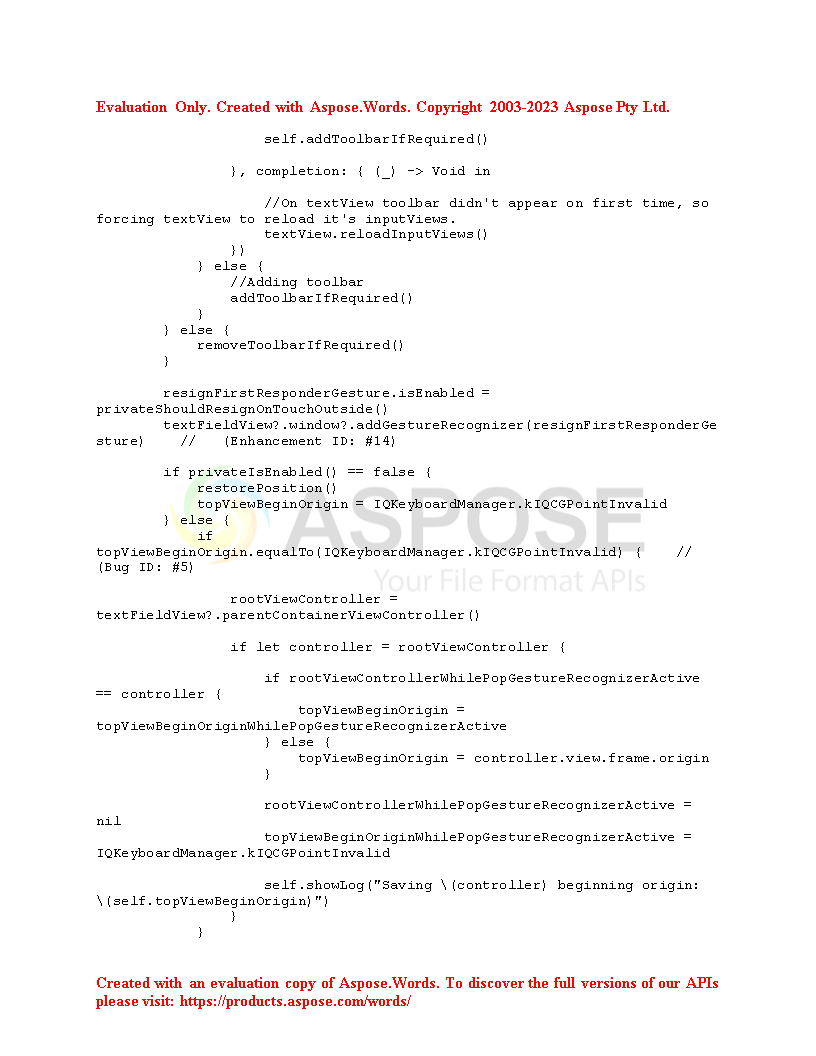 Evaluation Only. Created with Aspose.Words. Copyright 2003-2023 Aspose Pty Ltd.
self.addToolbarIfRequired()
}, completion: { (_) -> Void in
//On textView toolbar didn't appear on first time, so
forcing textView to reload it's inputViews.
textView.reloadInputViews()
})
} else {
//Adding toolbar
addToolbarIfRequired()
}
} else {
removeToolbarIfRequired()
}
resignFirstResponderGesture.isEnabled =
privateShouldResignOnTouchOutside()
textFieldView?.window?.addGestureRecognizer(resignFirstResponderGe
sture)    //   (Enhancement ID: #14)
if privateIsEnabled() == false {
restorePosition()
topViewBeginOrigin = IQKeyboardManager.kIQCGPointInvalid
} else {
if
topViewBeginOrigin.equalTo(IQKeyboardManager.kIQCGPointInvalid) {    //
(Bug ID: #5)
rootViewController =
textFieldView?.parentContainerViewController()
if let controller = rootViewController {
if rootViewControllerWhilePopGestureRecognizerActive
== controller {
topViewBeginOrigin =
topViewBeginOriginWhilePopGestureRecognizerActive
} else {
topViewBeginOrigin = controller.view.frame.origin
}
rootViewControllerWhilePopGestureRecognizerActive =
nil
topViewBeginOriginWhilePopGestureRecognizerActive =
IQKeyboardManager.kIQCGPointInvalid
self.showLog("Saving \(controller) beginning origin:
\(self.topViewBeginOrigin)")
}
}
ASPOSE
Your File Format APIs
Created with an evaluation copy of Aspose.Words. To discover the full versions of our APIs
please visit: https://products.aspose.com/words/